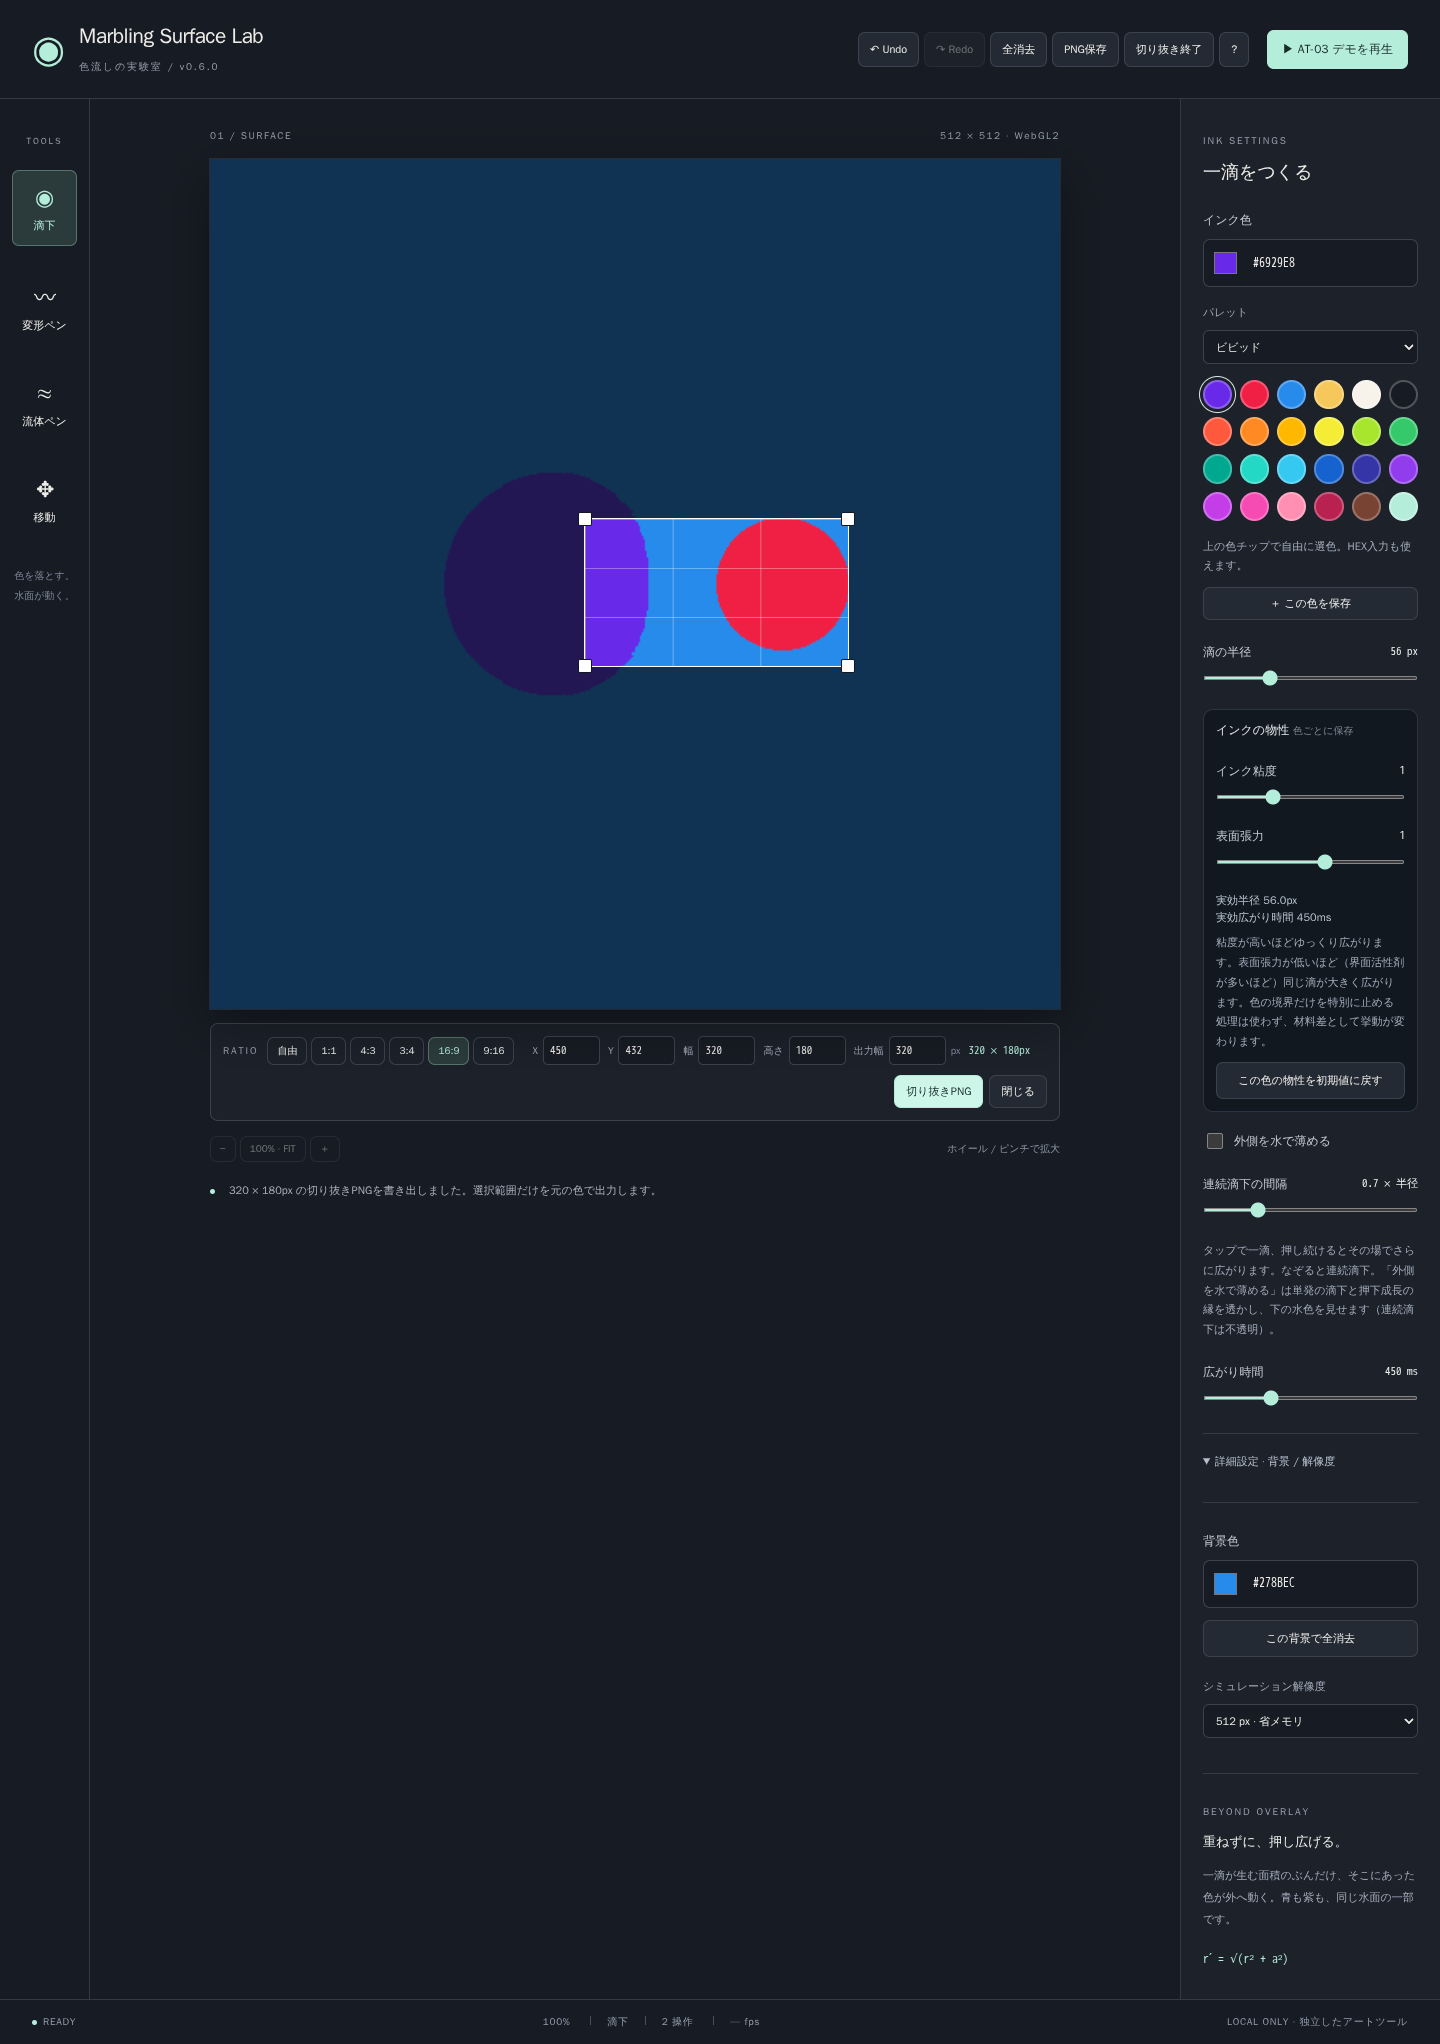 Marbling Surface Lab
色流しの実験室 / v0.6.0
↶ Undo
↷ Redo
全消去
PNG保存
切り抜き終了
?
▶ AT-03 デモを再生
TOOLS
滴下
変形ペン
流体ペン
移動
色を落とす。
水面が動く。
01 / SURFACE
512 × 512 · WebGL2
RATIO 自由 1:1 4:3 3:4 16:9 9:16 X 450 Y 432 幅 320 高さ 180 出力幅 320 px 320 × 180px
切り抜きPNG 閉じる
− 100% · FIT +
ホイール / ピンチで拡大
320 × 180px の切り抜きPNGを書き出しました。選択範囲だけを元の色で出力します。
INK SETTINGS
一滴をつくる
インク色
#6929E8
パレット
ビビッド
上の色チップで自由に選色。HEX入力も使
えます。
+ この色を保存
滴の半径 56 px
インクの物性 色ごとに保存
インク粘度 1
表面張力 1
実効半径 56.0px
実効広がり時間 450ms
粘度が高いほどゆっくり広がりま
す。表面張力が低いほど（界面活性剤
が多いほど）同じ滴が大きく広がり
ます。色の境界だけを特別に止める
処理は使わず、材料差として挙動が変
わります。
この色の物性を初期値に戻す
外側を水で薄める
連続滴下の間隔 0.7 × 半径
タップで一滴、押し続けるとその場でさら
に広がります。なぞると連続滴下。「外側
を水で薄める」は単発の滴下と押下成長の
縁を透かし、下の水色を見せます（連続滴
下は不透明）。
広がり時間 450 ms
▼ 詳細設定 · 背景 / 解像度
背景色
#278BEC
この背景で全消去
シミュレーション解像度
512 px · 省メモリ
BEYOND OVERLAY
重ねずに、押し広げる。
一滴が生む面積のぶんだけ、そこにあった
色が外へ動く。青も紫も、同じ水面の一部
です。
r′ = √(r² + a²)
READY
100% 滴下 2 操作 — fps
LOCAL ONLY · 独立したアートツール